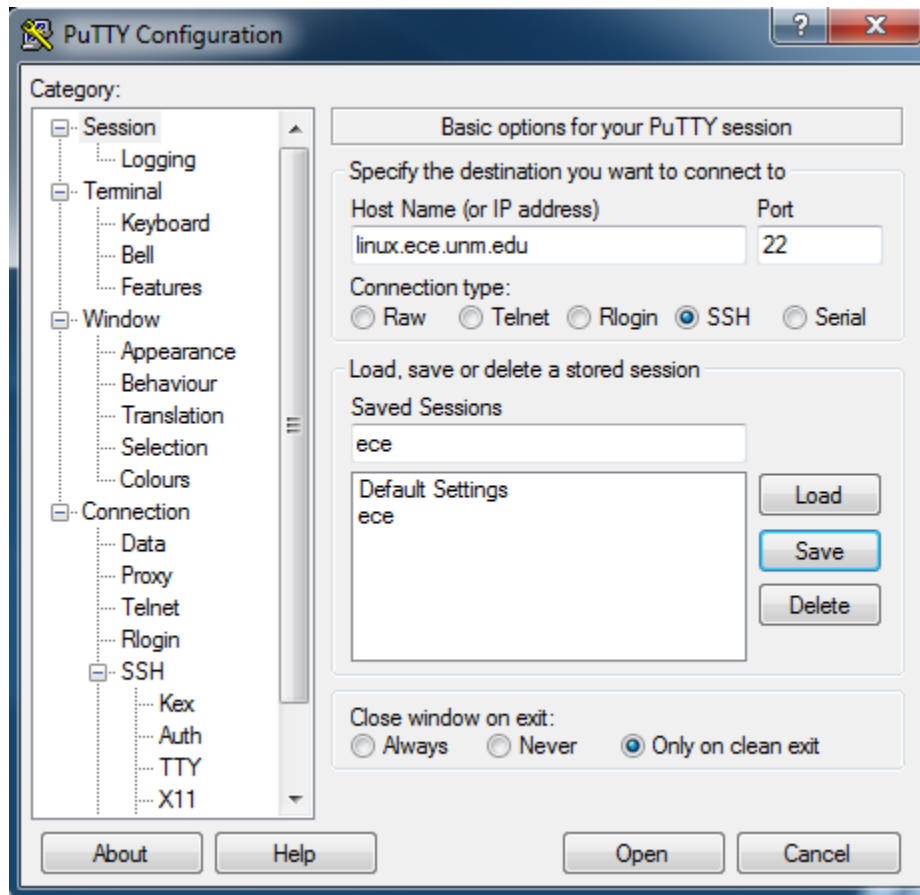 PuTTY Configuration
?
X
Category:
Session
Logging
Terminal
Keyboard
Bell
Features
Window
Appearance
Behaviour
Translation
Selection
Colours
Connection
Data
Proxy
Telnet
Rlogin
SSH
Kex
Auth
TTY
X11
Basic options for your PuTTY session
Specify the destination you want to connect to
Host Name (or IP address) Port
linux.ece.unm.edu 22
Connection type:
Raw Telnet Rlogin SSH Serial
Load, save or delete a stored session
Saved Sessions
ece
Default Settings
ece
Load
Save
Delete
Close window on exit:
Always Never Only on clean exit
About Help Open Cancel